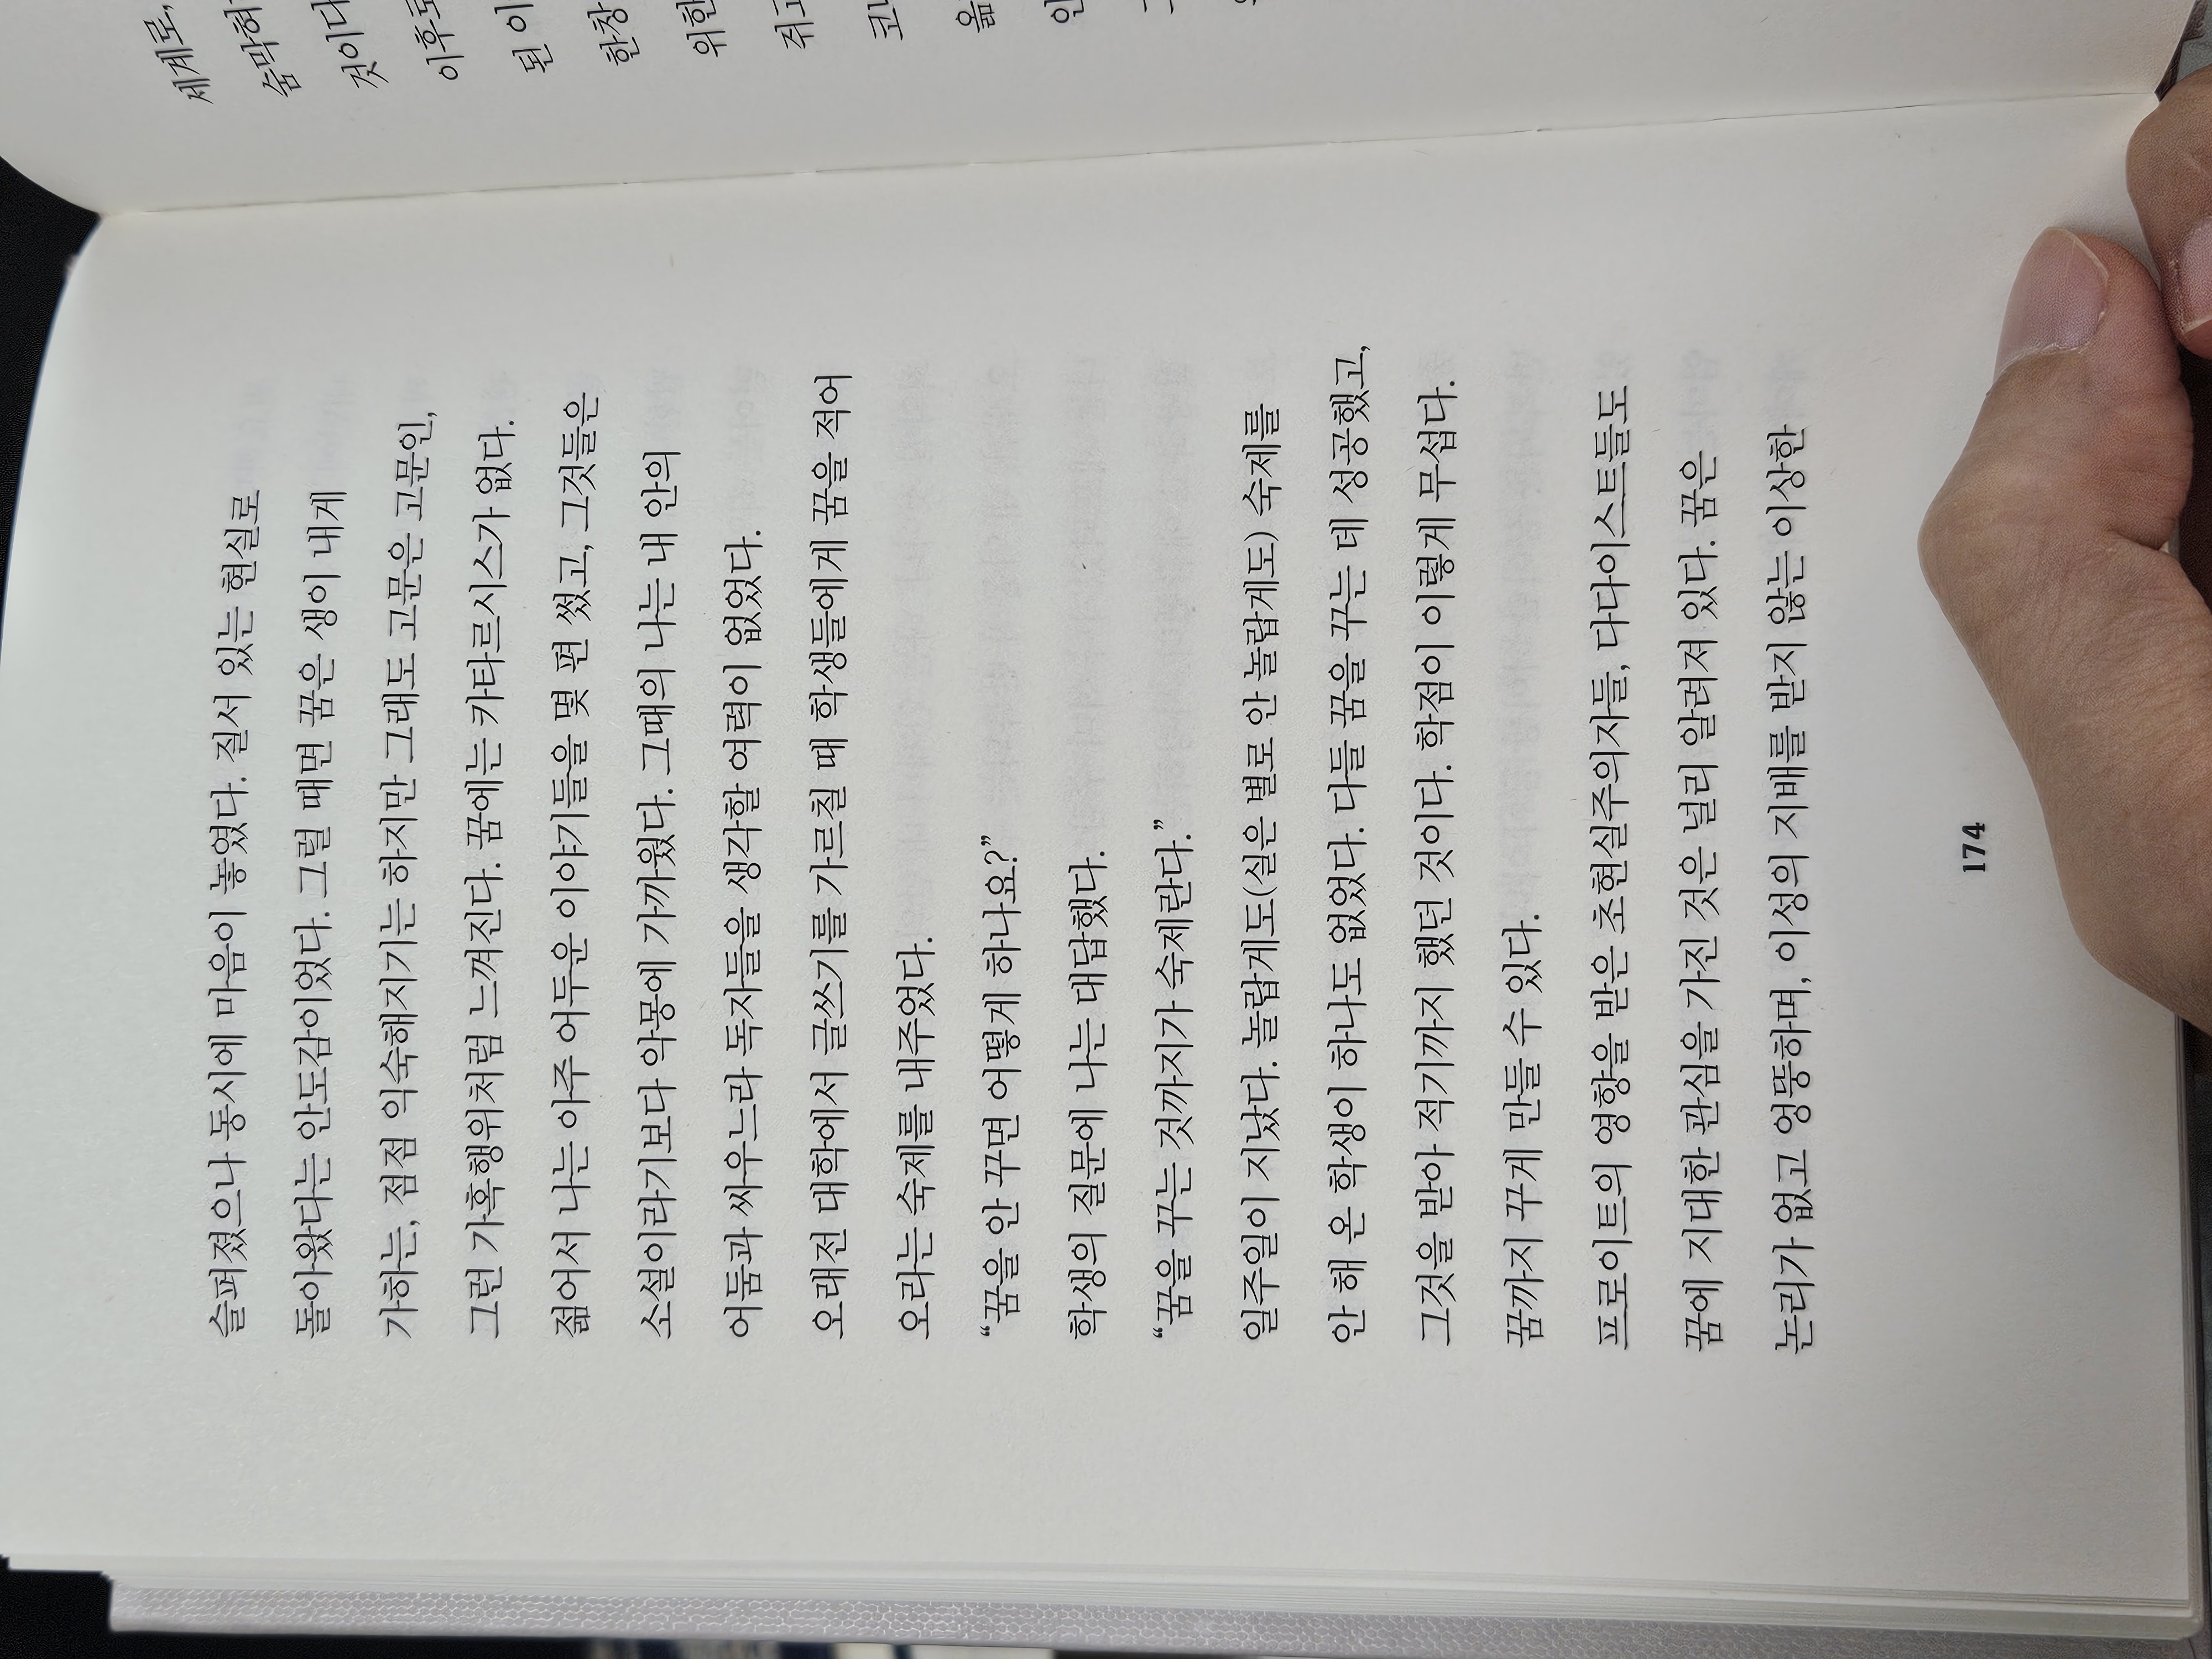 슬퍼졌으나 동시에 마음이 놓였다. 질서 있는 현실로
돌아왔다는 안도감이었다. 그럴 때면 꿈은 생이 내게
가하는, 점점 익숙해지기는 하지만 그래도 고문은 고문인,
그런 가혹행위처럼 느껴진다. 꿈에는 카타르시스가 없다.
젊어서 나는 아주 어두운 이야기들을 몇 편 썼고, 그것들은
소설이라기보다 악몽에 가까웠다. 그때의 나는 내 안의
어둠과 싸우느라 독자들을 생각할 여력이 없었다.
오래전 대학에서 글쓰기를 가르칠 때 학생들에게 꿈을 적어
오라는 숙제를 내주었다.
“꿈을 안 꾸면 어떻게 하나요?”
학생의 질문에 나는 대답했다.
“꿈을 꾸는 것까지가 숙제란다.”
일주일이 지났다. 놀랍게도(실은 별로 안 놀랍게도) 숙제를
안 해 온 학생이 하나도 없었다. 다들 꿈을 꾸는 데 성공했고,
그것을 받아 적기까지 했던 것이다. 학점이 이렇게 무섭다.
꿈까지 꾸게 만들 수 있다.
프로이트의 영향을 받은 초현실주의자들, 다다이스트들도
꿈에 지대한 관심을 가진 것은 널리 알려져 있다. 꿈은
논리가 없고 엉뚱하며, 이성의 지배를 받지 않는 이상한
174
세계로,
숨막혀
것이다
이후로
된 이
한창
위한
쥐고